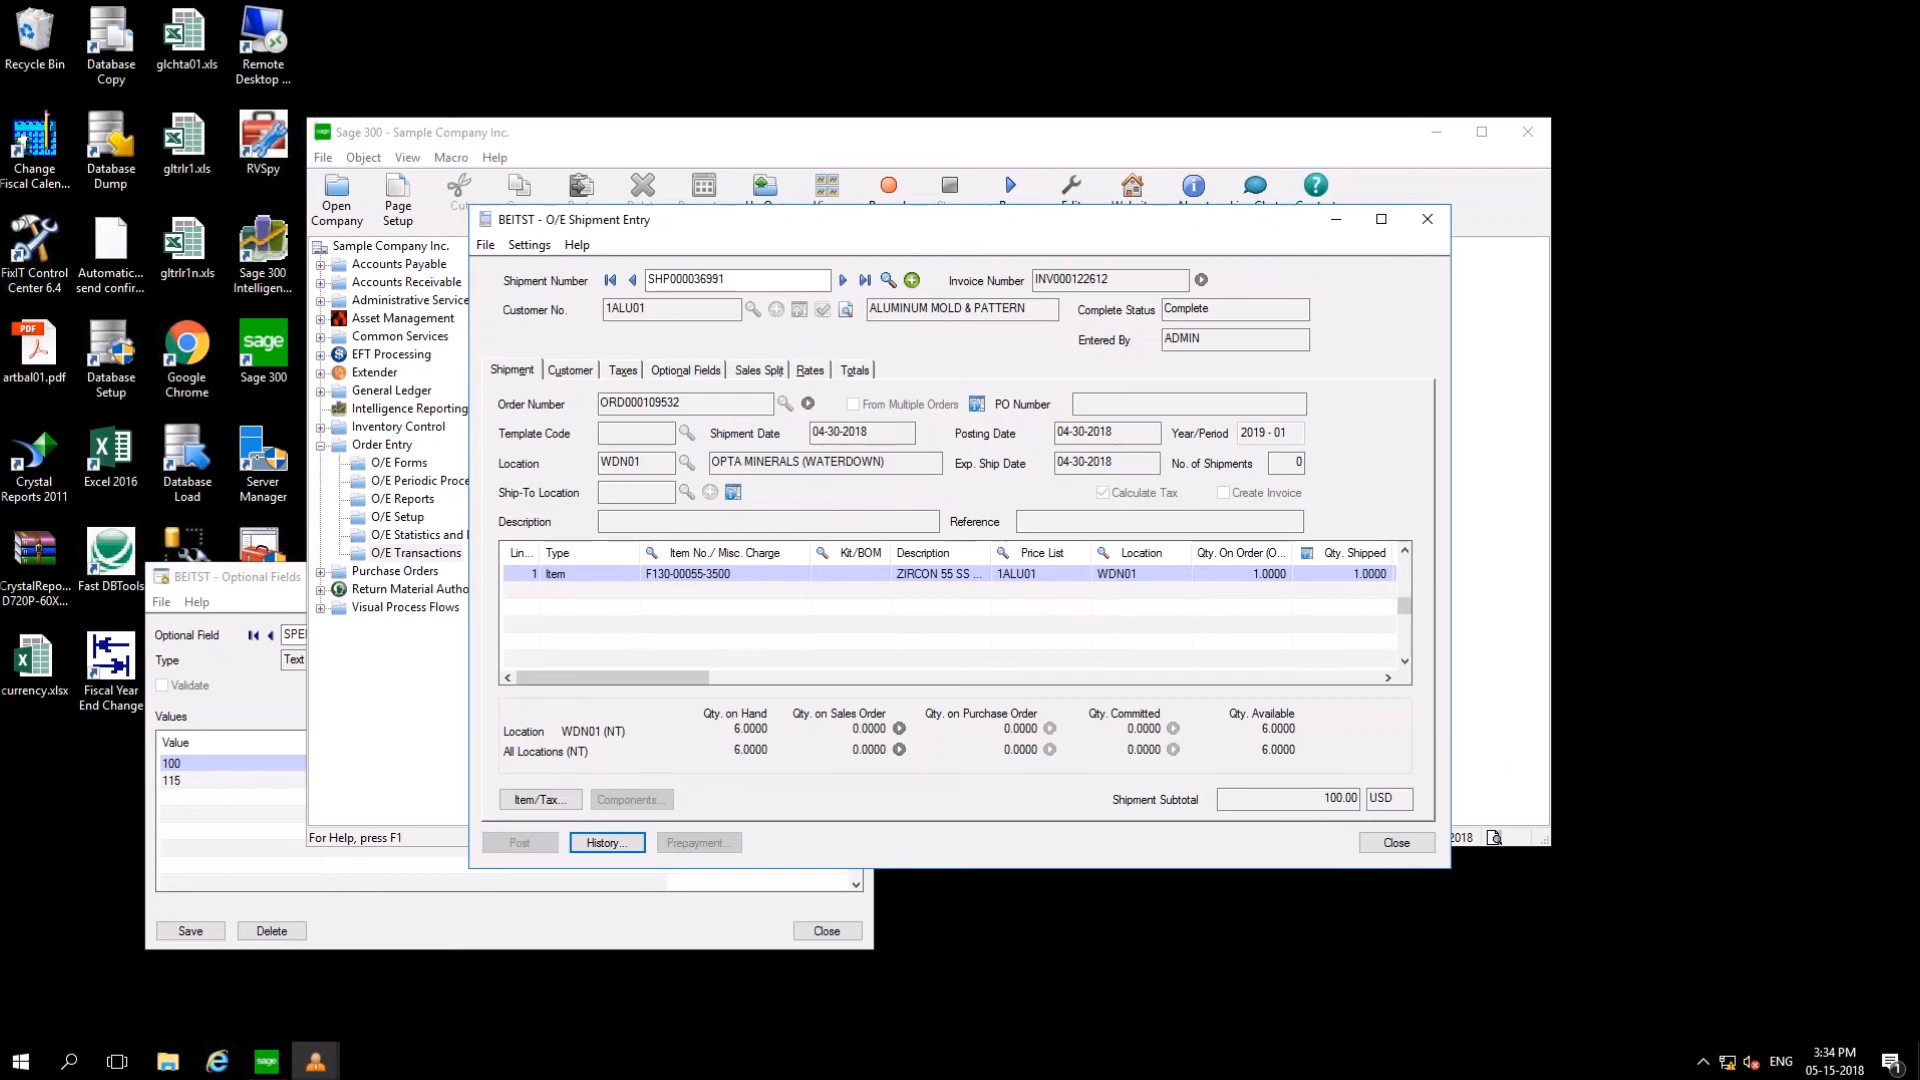 Recycle Bin
Database
Copy
glchta01.xls
Remote
Desktop ...
Change
Fiscal Calen...
Database
Dump
gltrlr1.xls
RVSpy
FixIT Control
Center 6.4
Automatic...
send confir...
gltrlr1n.xls
Sage 300
Intelligen...
PDF
artbal01.pdf
Database
Setup
Google
Chrome
sage
Sage 300
Crystal
Reports 2011
Excel 2016
Database
Load
Server
Manager
CrystalRepo...
D720P-60X...
Fast DBTools
currency.xlsx
Fiscal Year
End Change
Sage 300 - Sample Company Inc.
File Object View Macro Help
Open
Company
Page
Setup
Sample Company Inc.
Accounts Payable
Accounts Receivable
Administrative Service
Asset Management
Common Services
EFT Processing
Extender
General Ledger
Intelligence Reporting
Inventory Control
Order Entry
O/E Forms
O/E Periodic Proce
O/E Reports
O/E Setup
O/E Statistics and
O/E Transactions
Purchase Orders
Return Material Autho
Visual Process Flows
For Help, press F1
2018
BEITST - Optional Fields
File Help
Optional Field SPE
Type Text
Validate
Values
Value
100
115
Save Delete Close
BEITST - O/E Shipment Entry
File Settings Help
Shipment Number SHP000036991 Invoice Number INV000122612
Customer No. 1ALU01 ALUMINUM MOLD & PATTERN Complete Status Complete
Entered By ADMIN
Shipment Customer Taxes Optional Fields Sales Split Rates Totals
Order Number ORD000109532 From Multiple Orders PO Number
Template Code Shipment Date 04-30-2018 Posting Date 04-30-2018 Year/Period 2019 - 01
Location WDN01 OPTA MINERALS (WATERDOWN) Exp. Ship Date 04-30-2018 No. of Shipments 0
Ship-To Location Calculate Tax Create Invoice
Description Reference
Lin... Type Item No./ Misc. Charge Kit/BOM Description Price List Location Qty. On Order (O... Qty. Shipped
1 Item F130-00055-3500 ZIRCON 55 SS ... 1ALU01 WDN01 1.0000 1.0000
Qty. on Hand Qty. on Sales Order Qty. on Purchase Order Qty. Committed Qty. Available
Location WDN01 (NT) 6.0000 0.0000 0.0000 0.0000 6.0000
All Locations (NT) 6.0000 0.0000 0.0000 0.0000 6.0000
Item/Tax... Components... Shipment Subtotal 100.00 USD
Post History... Prepayment... Close
sage
ENG
3:34 PM
05-15-2018
1